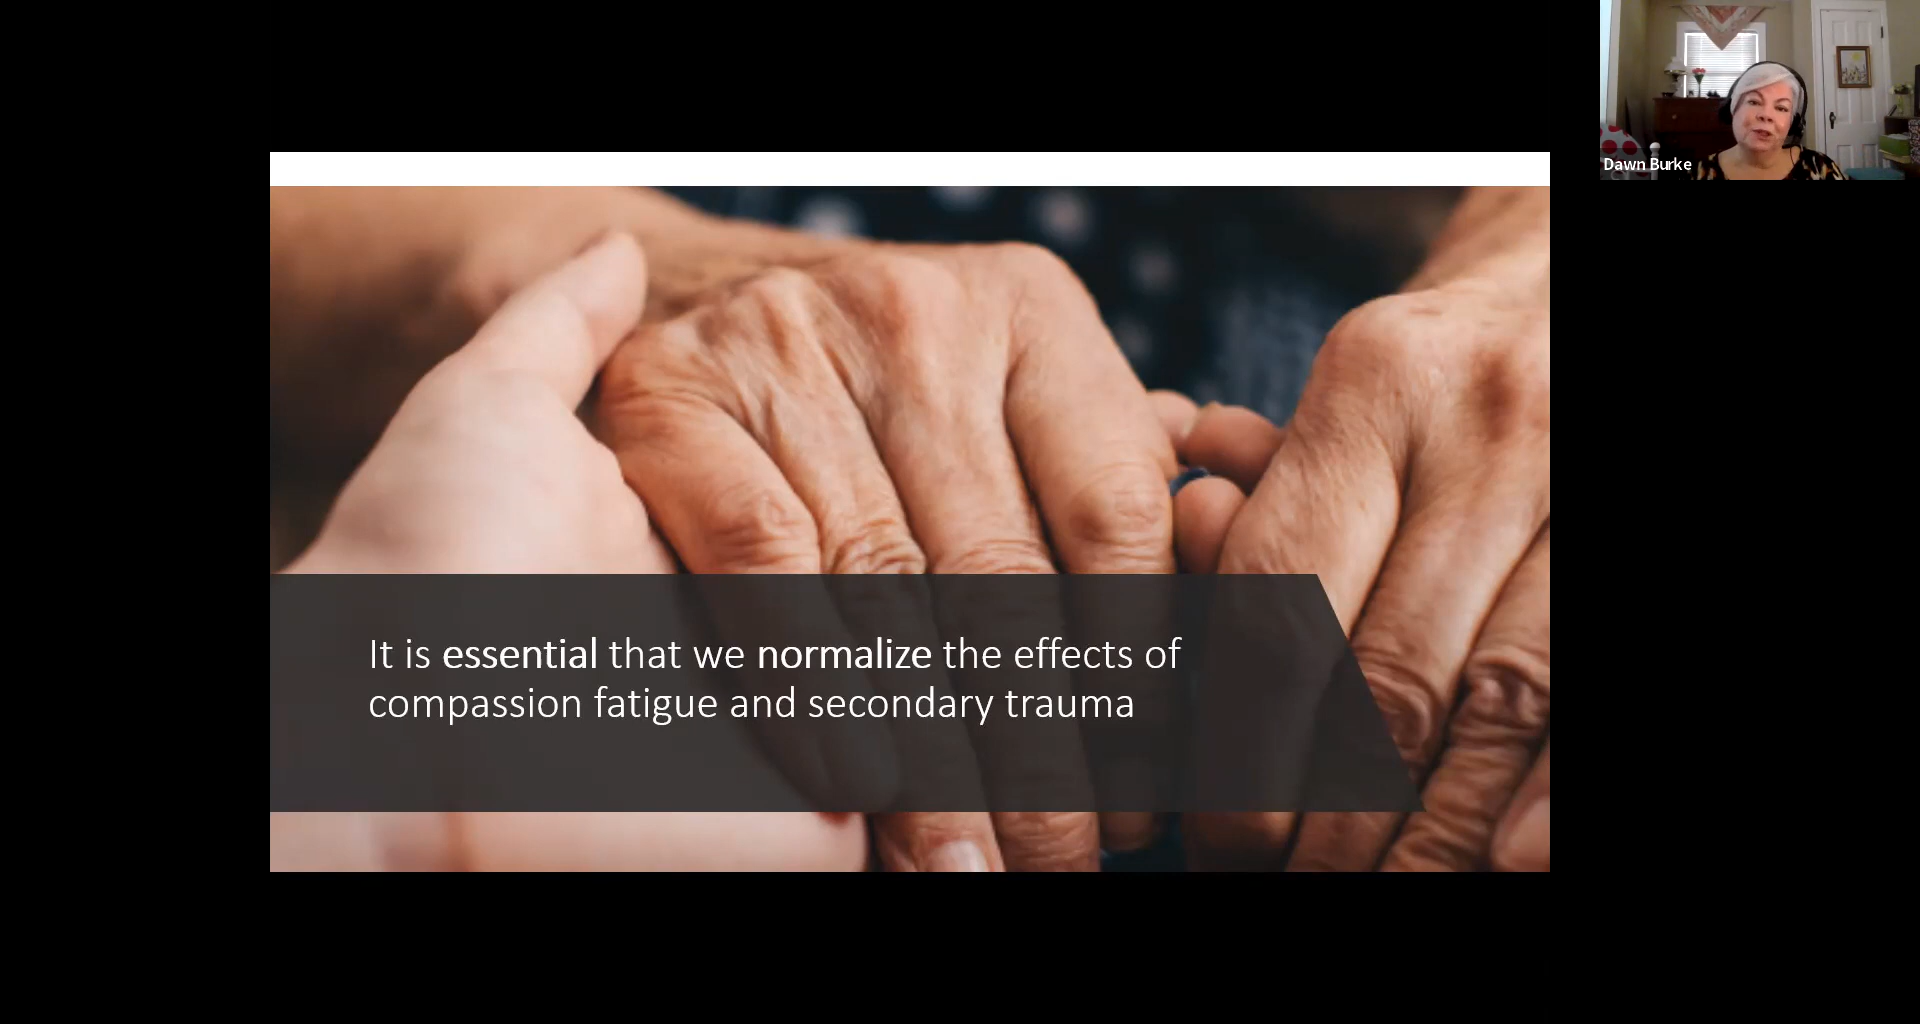 Dawn Burke
It is essential that we normalize the effects of
compassion fatigue and secondary trauma